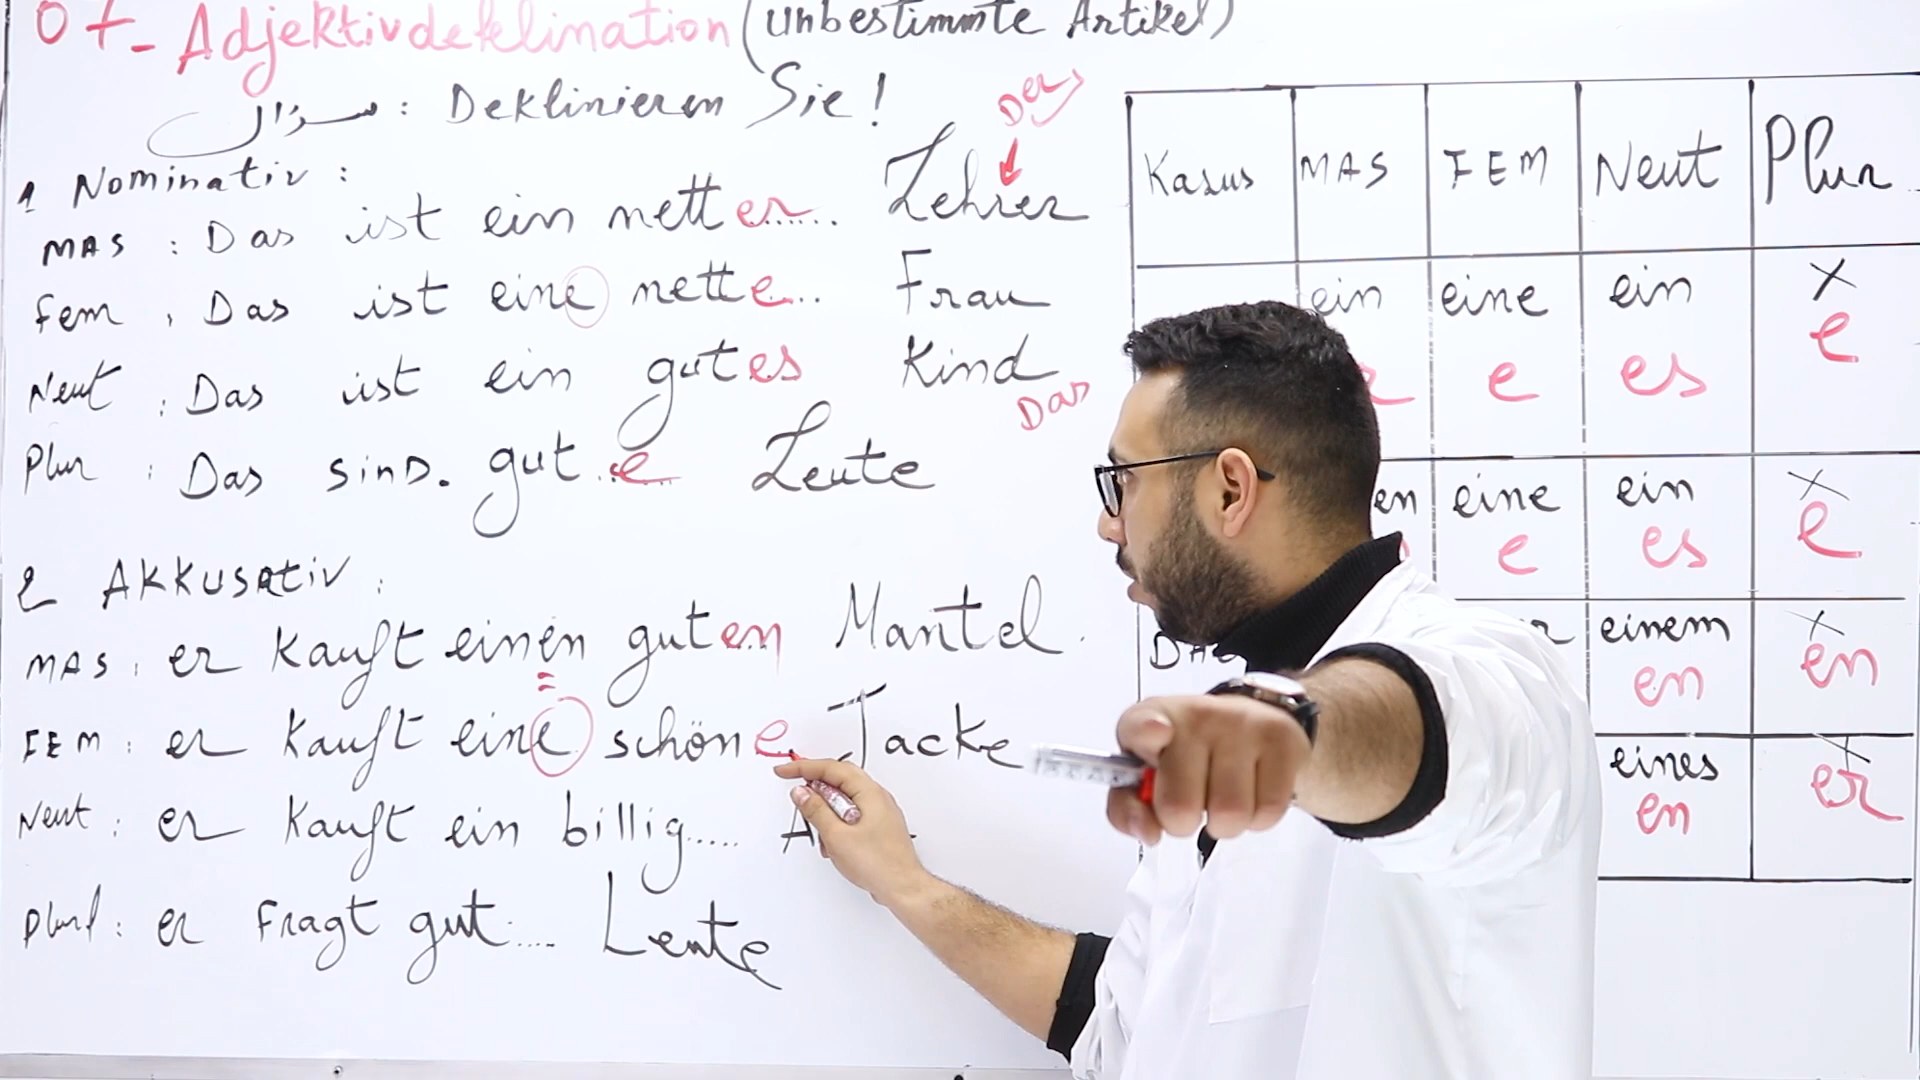 07- Adjektivdeklination (unbestimmte Artikel)
سؤال : Deklinieren Sie!
1 Nominativ :
MAS : Das ist ein netter...... Lehrer
Der
Fem : Das ist eine nette... Frau
Neut : Das ist ein gutes Kind
Das
Plur : Das sind. gut..e Leute
2 Akkusativ :
MAS : er kauft einen guten Mantel.
FEM : er kauft eine schöne. Jacke
Neut : er kauft ein billig.....
Plurl : er fragt gut.... Leute
Kasus MAS FEM Neut Plur
ein eine ein X
e es e
en eine ein X
e es e
einem X
en en
eines X
en er